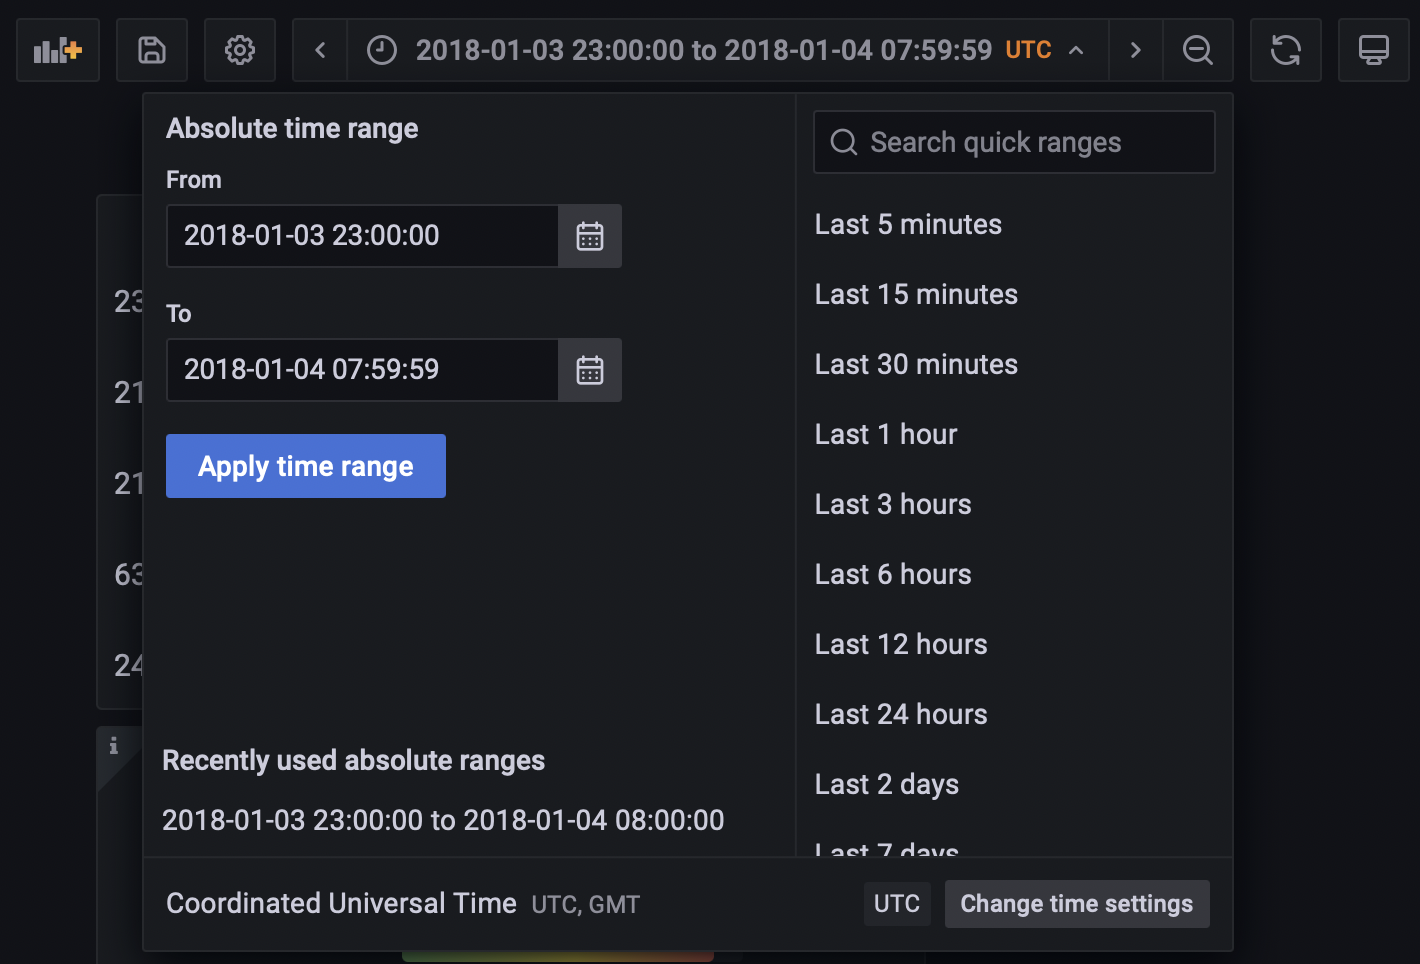 2018-01-03 23:00:00 to 2018-01-04 07:59:59 UTC
Absolute time range
From
2018-01-03 23:00:00
To
2018-01-04 07:59:59
Apply time range
Recently used absolute ranges
2018-01-03 23:00:00 to 2018-01-04 08:00:00
Search quick ranges
Last 5 minutes
Last 15 minutes
Last 30 minutes
Last 1 hour
Last 3 hours
Last 6 hours
Last 12 hours
Last 24 hours
Last 2 days
Last 7 days
23
21
21
63
24
i
Coordinated Universal Time UTC, GMT
UTC
Change time settings